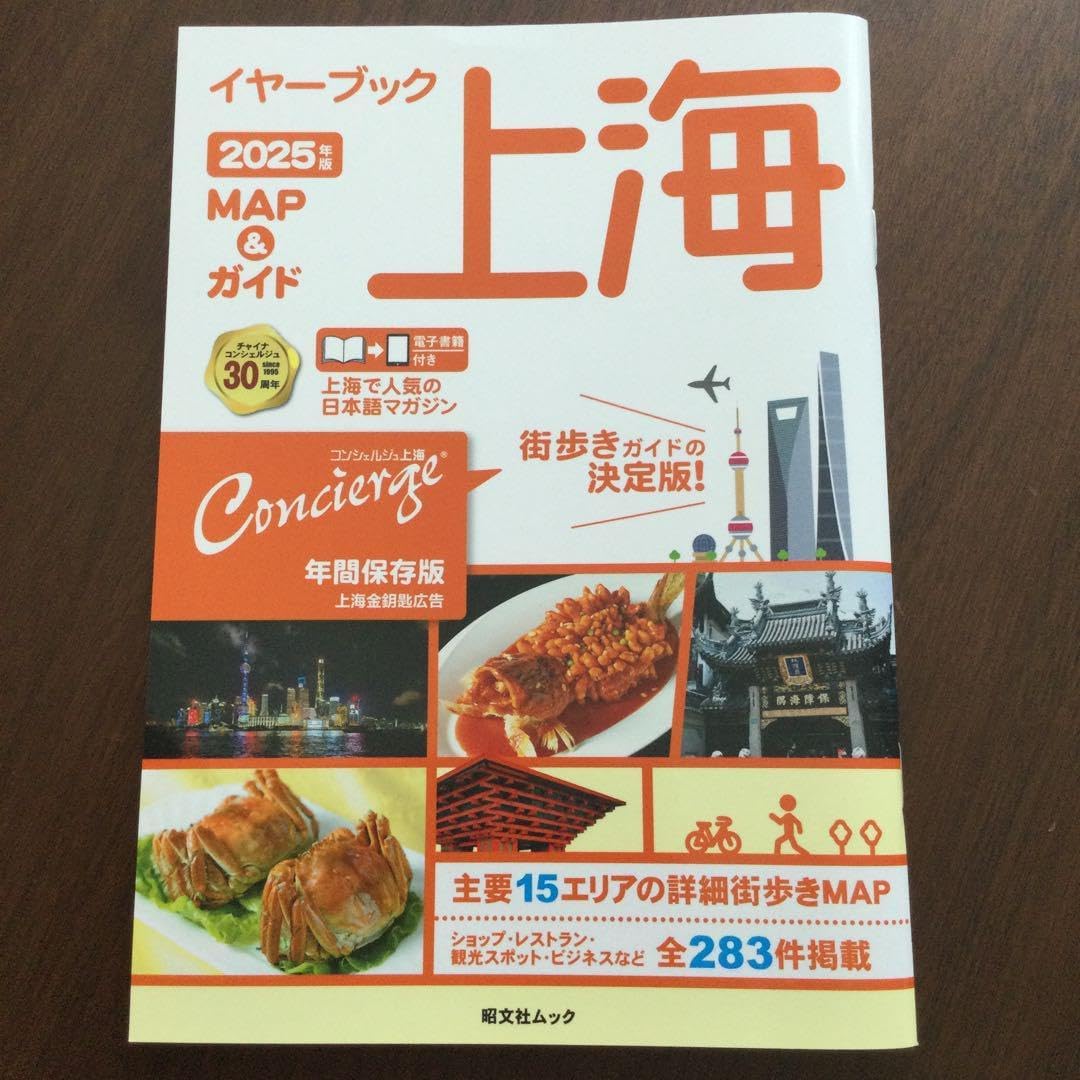 イヤーブック
上海
2025年版
MAP
&
ガイド
チャイナ
コンシェルジュ
30周年
since
1995
電子書籍
付き
上海で人気の
日本語マガジン
街歩きガイドの
決定版!
コンシェルジュ上海
Concierge®
年間保存版
上海金鑰匙広告
保障海隅
主要15エリアの詳細街歩きMAP
ショップ・レストラン・
観光スポット・ビジネスなど
全283件掲載
昭文社ムック